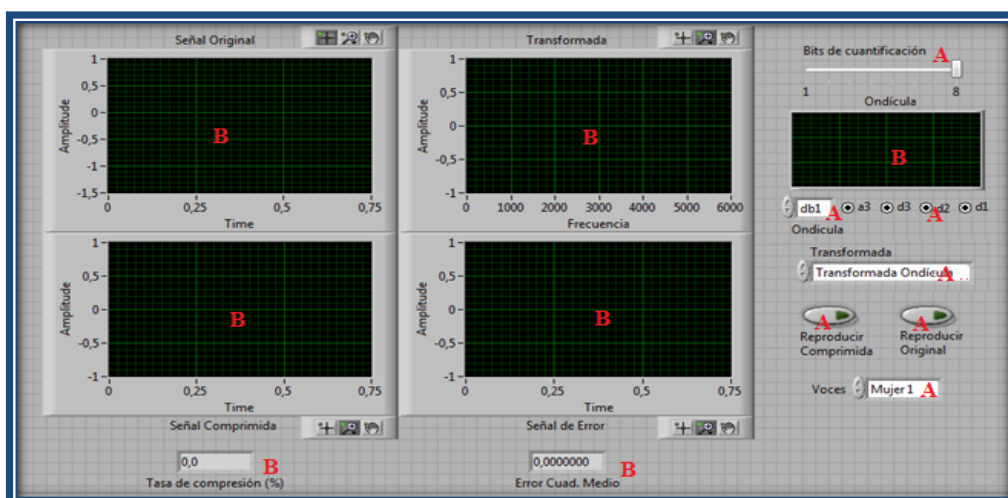 Señal Original
Amplitude
1
0,5
0
-0,5
-1
-1,5
B
0 0,25 0,5 0,75
Time
Transformada
Amplitude
1
0,5
0
-0,5
-1
B
0 1000 2000 3000 4000 5000 6000
Frecuencia
Amplitude
1
0,5
0
-0,5
-1
B
0 0,25 0,5 0,75
Time
Señal Comprimida
Amplitude
1
0,5
0
-0,5
-1
B
0 0,25 0,5 0,75
Time
Señal de Error
0,0 B
Tasa de compresión (%)
0,0000000 B
Error Cuad. Medio
Bits de cuantificación A
1 8
Ondícula
B
db1 A a3 d3 d2 A d1
Ondicula
Transformada
Transformada Ondícula A ..
A A
Reproducir Comprimida
Reproducir Original
Voces Mujer 1 A